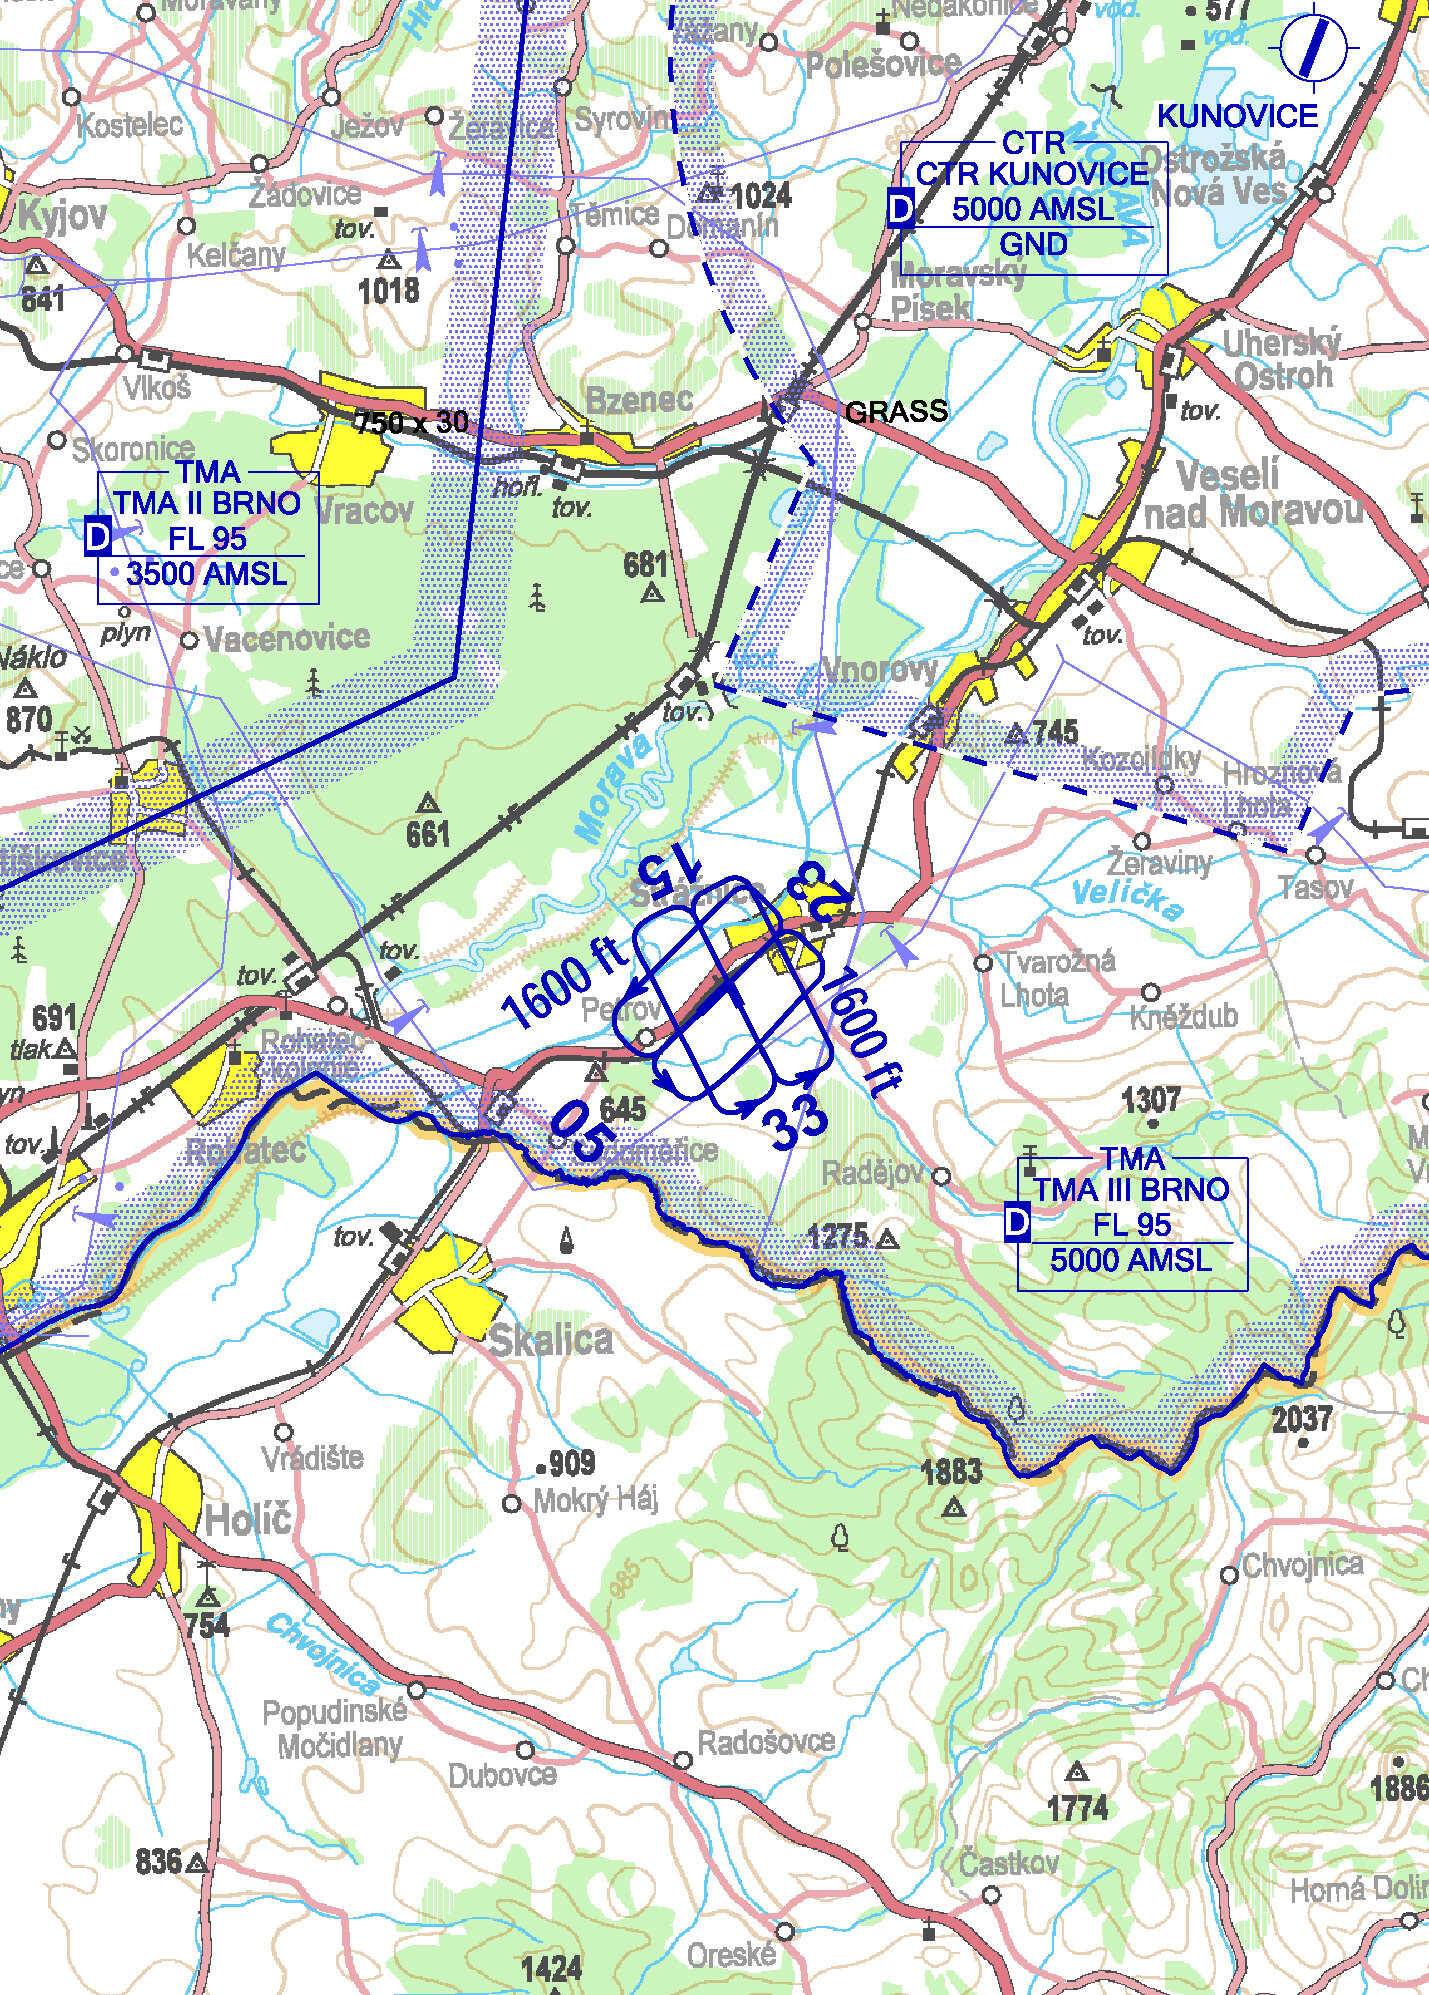 Moravany
Nedakonice
vod.
577
vod.
Polešovice
KUNOVICE
Kostelec
Ježov
Žeravice
Syrovín
CTR
CTR KUNOVICE
D
5000 AMSL
GND
Ostrožská
Nová Ves
MORAVA
Kyjov
Žádovice
tov.
Kelčany
1018
841
Těmice
Domanín
1024
Moravský
Písek
Uherský
Ostroh
tov.
Vlkoš
Skoronice
750 x 30
Bzenec
GRASS
Veselí
nad Moravou
TMA
TMA II BRNO
D
FL 95
3500 AMSL
Vracov
hořl.
tov.
681
plyn
Vacenovice
Náklo
870
tov.
vod.
Vnorovy
tov.
745
Kozojídky
Hroznová
Lhota
Morava
661
Žeraviny
Tasov
Velička
15
Strážnice
23
1600 ft
1600 ft
Petrov
tov.
tov.
Tvarožná
Lhota
Kněždub
691
tlak.
Rohatec-
kolonie
tov.
Rohatec
05
645
33
1307
Radějov
TMA
TMA III BRNO
D
FL 95
5000 AMSL
1275
tov.
Skalica
Vrádište
909
Mokrý Háj
1883
2037
Holíč
754
985
Chvojnica
Chvojnica
Popudinské
Močidlany
Dubovce
Radošovce
1774
1886
836
Častkov
Oreské
1424